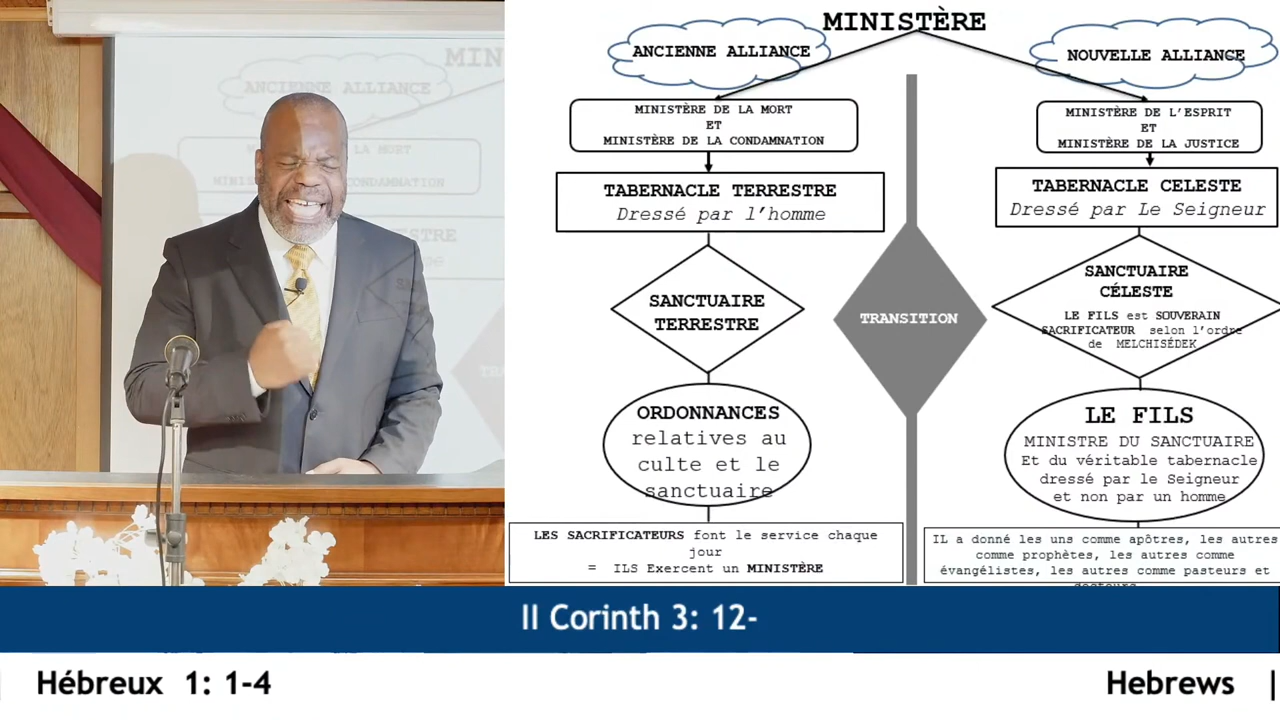 MINISTÈRE
ANCIENNE ALLIANCE
MINISTÈRE DE LA MORT
ET
MINISTÈRE DE LA CONDAMNATION
TABERNACLE TERRESTRE
Dressé par l’homme
SANCTUAIRE
TERRESTRE
ORDONNANCES
relatives au
culte et le
sanctuaire
LES SACRIFICATEURS font le service chaque
jour
= ILS Exercent un MINISTÈRE
TRANSITION
NOUVELLE ALLIANCE
MINISTÈRE DE L’ESPRIT
ET
MINISTÈRE DE LA JUSTICE
TABERNACLE CELESTE
Dressé par Le Seigneur
SANCTUAIRE
CÉLESTE
LE FILS est SOUVERAIN
SACRIFICATEUR selon l’ordre
de MELCHISÉDEK
LE FILS
MINISTRE DU SANCTUAIRE
Et du véritable tabernacle
dressé par le Seigneur
et non par un homme
IL a donné les uns comme apôtres, les autres
comme prophètes, les autres comme
évangélistes, les autres comme pasteurs et
MIN
ANCIENNE ALLIANCE
II Corinth 3: 12-
Hébreux 1: 1-4
Hebrews |